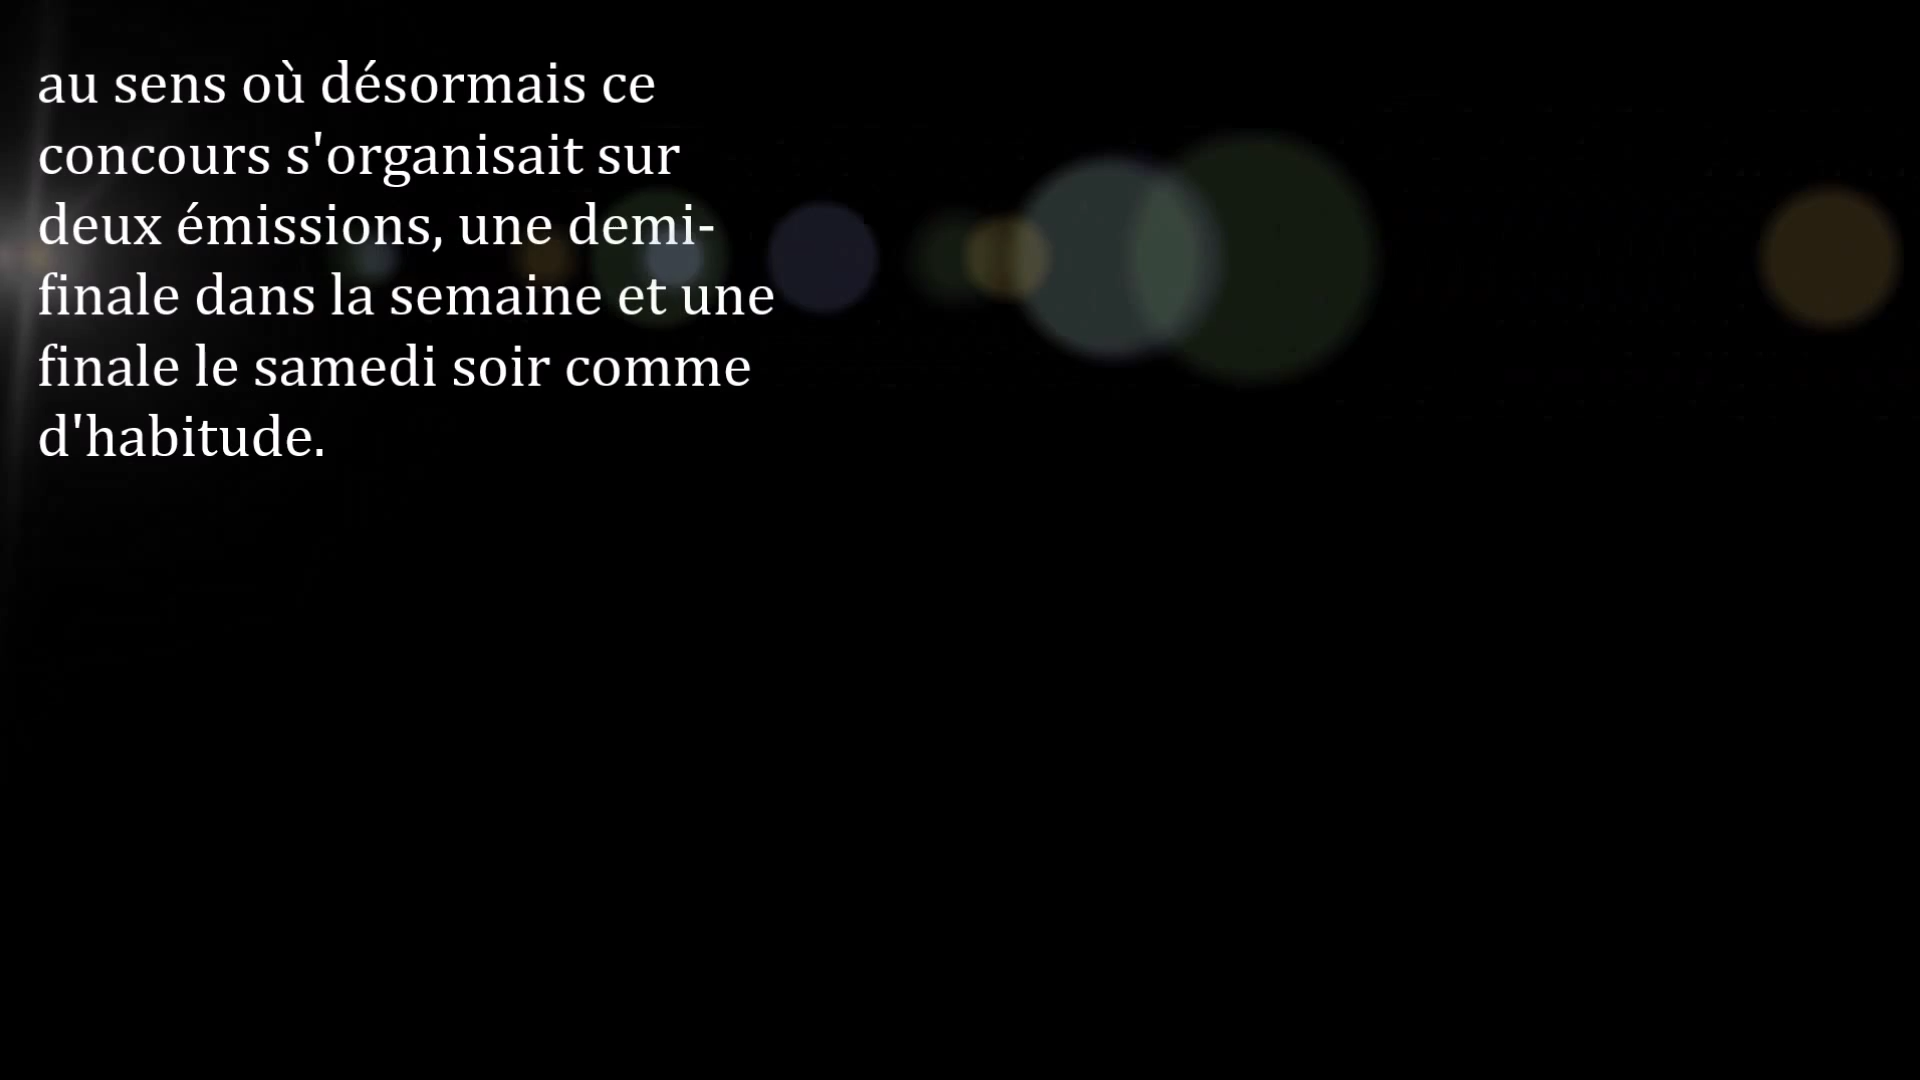 au sens où désormais ce
concours s'organisait sur
deux émissions, une demi-
finale dans la semaine et une
finale le samedi soir comme
d'habitude.